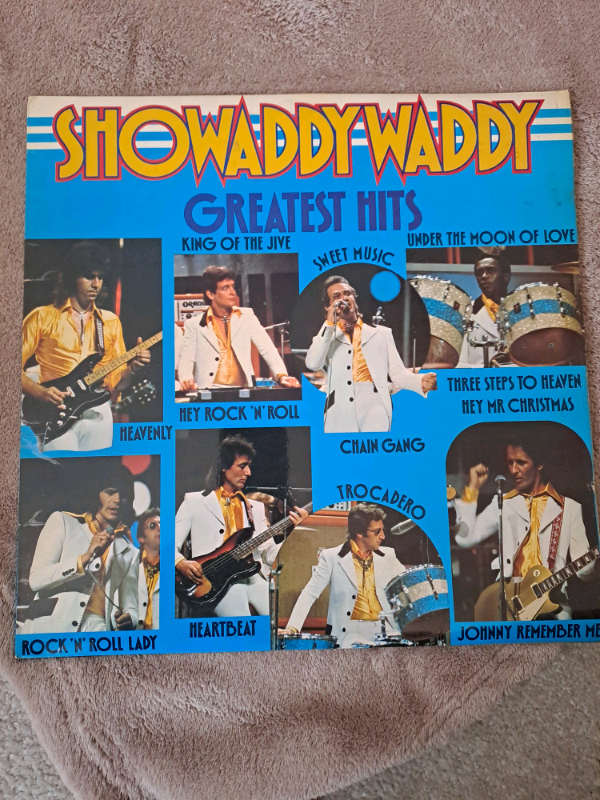 SHOWADDYWADDY
GREATEST HITS
KING OF THE JIVE
SWEET MUSIC
UNDER THE MOON OF LOVE
HEAVENLY
HEY ROCK 'N' ROLL
CHAIN GANG
THREE STEPS TO HEAVEN
HEY MR CHRISTMAS
TROCADERO
ROCK 'N' ROLL LADY
HEARTBEAT
JOHNNY REMEMBER ME